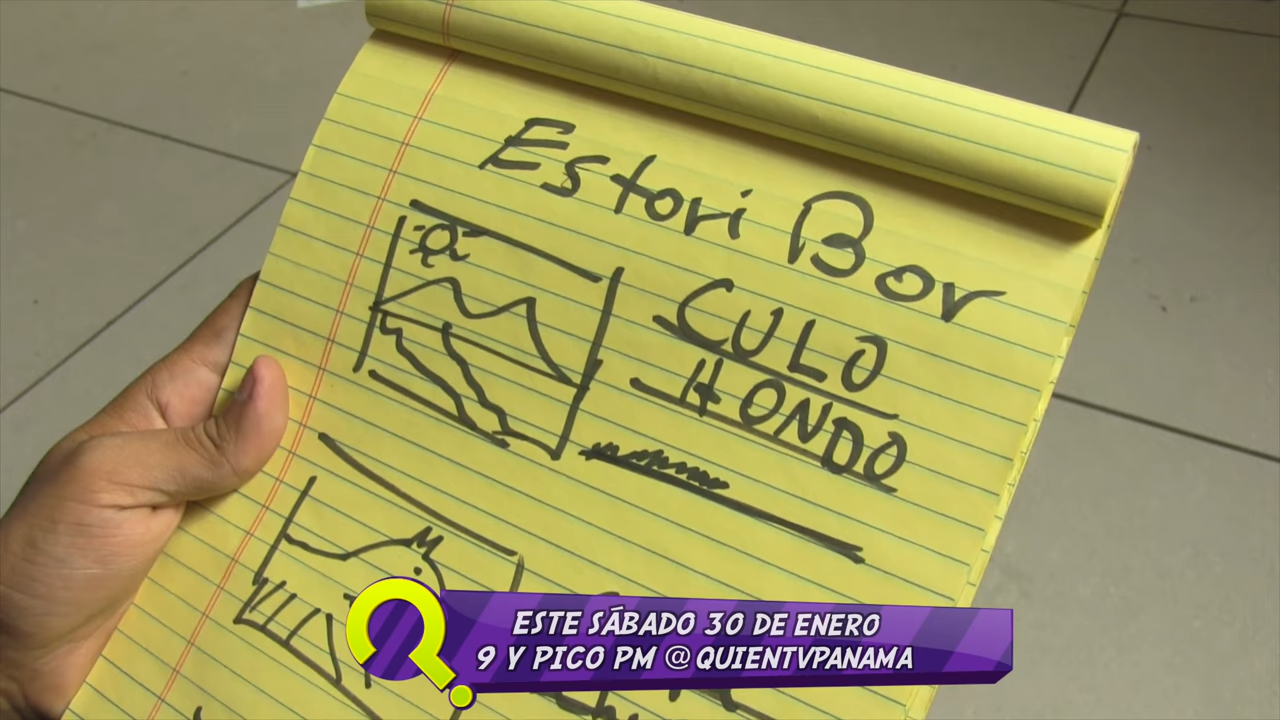 Estori Bor
CULO
HONDO
ESTE SÁBADO 30 DE ENERO
9 Y PICO PM @QUIENTVPANAMA